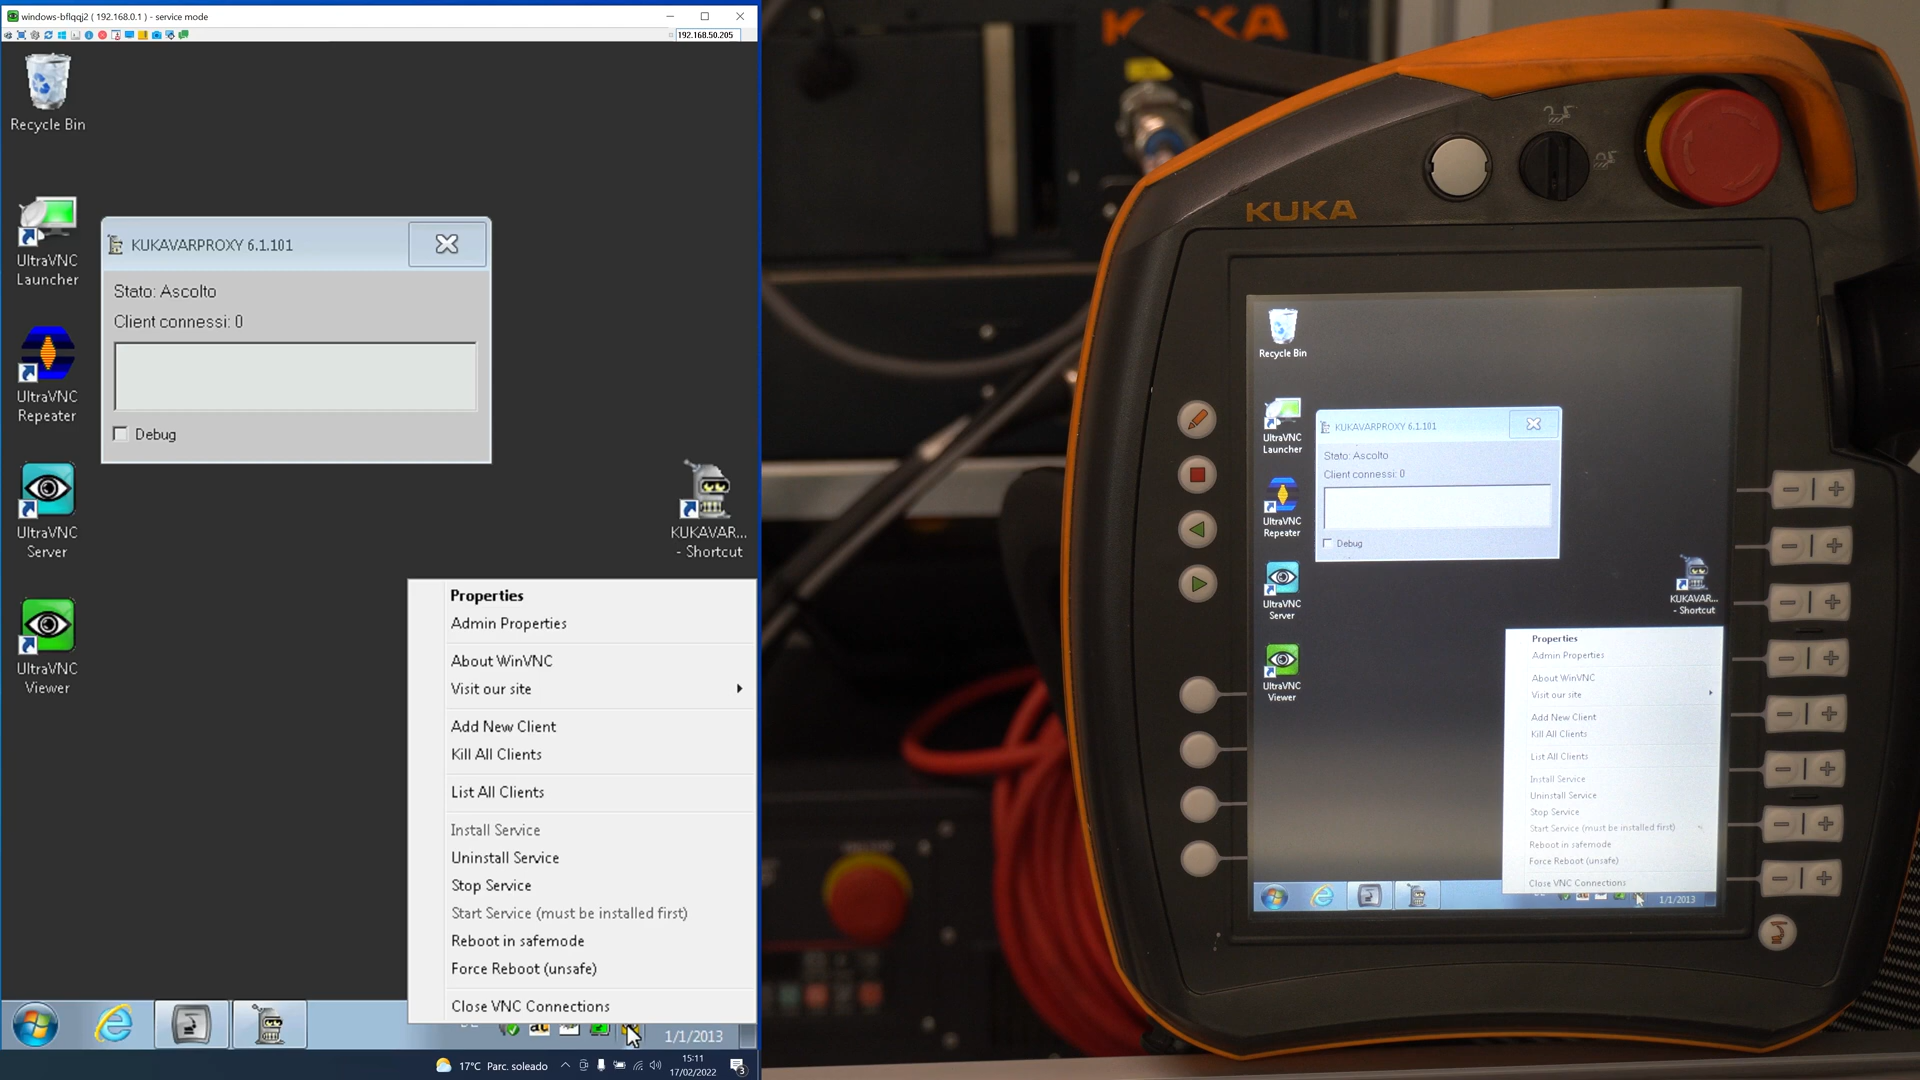 windows-bflqqj2 ( 192.168.0.1 ) - service mode
192.168.50.205
Recycle Bin
UltraVNC
Launcher
KUKAVARPROXY 6.1.101
Stato: Ascolto
Client connessi: 0
Debug
UltraVNC
Repeater
UltraVNC
Server
KUKAVAR...
- Shortcut
UltraVNC
Viewer
Properties
Admin Properties
About WinVNC
Visit our site
Add New Client
Kill All Clients
List All Clients
Install Service
Uninstall Service
Stop Service
Start Service (must be installed first)
Reboot in safemode
Force Reboot (unsafe)
Close VNC Connections
1/1/2013
17°C Parc. soleado
15:11
17/02/2022
3
KUKA
KUKA
Recycle Bin
UltraVNC
Launcher
KUKAVARPROXY 6.1.101
Stato: Ascolto
Client connessi: 0
Debug
UltraVNC
Repeater
UltraVNC
Server
KUKAVAR...
- Shortcut
UltraVNC
Viewer
Properties
Admin Properties
About WinVNC
Visit our site
Add New Client
Kill All Clients
List All Clients
Install Service
Uninstall Service
Stop Service
Start Service (must be installed first)
Reboot in safemode
Force Reboot (unsafe)
Close VNC Connections
1/1/2013